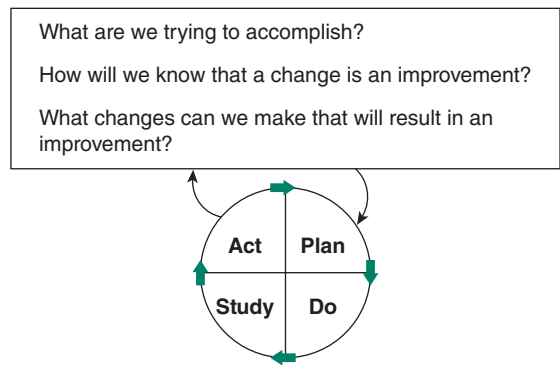 What are we trying to accomplish?
How will we know that a change is an improvement?
What changes can we make that will result in an
improvement?
Act
Plan
Study
Do